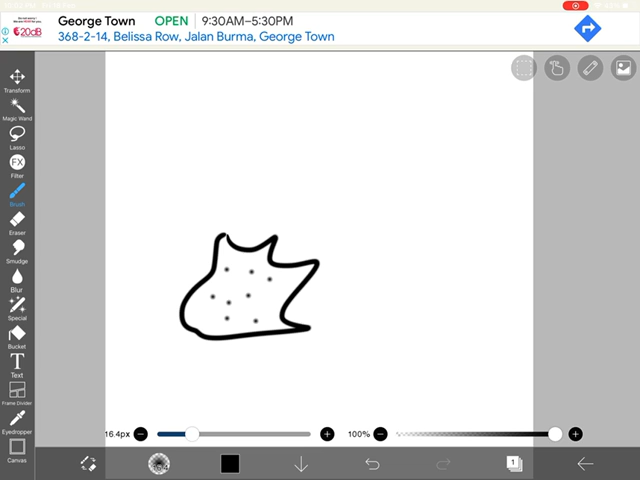 George Town OPEN 9:30AM–5:30PM
368-2-14, Belissa Row, Jalan Burma, George Town
20dB
Transform
Magic Wand
Lasso
FX
Filter
Brush
Eraser
Smudge
Blur
Special
Bucket
T
Text
Frame Divider
Eyedropper
Canvas
16.4px
100%
1